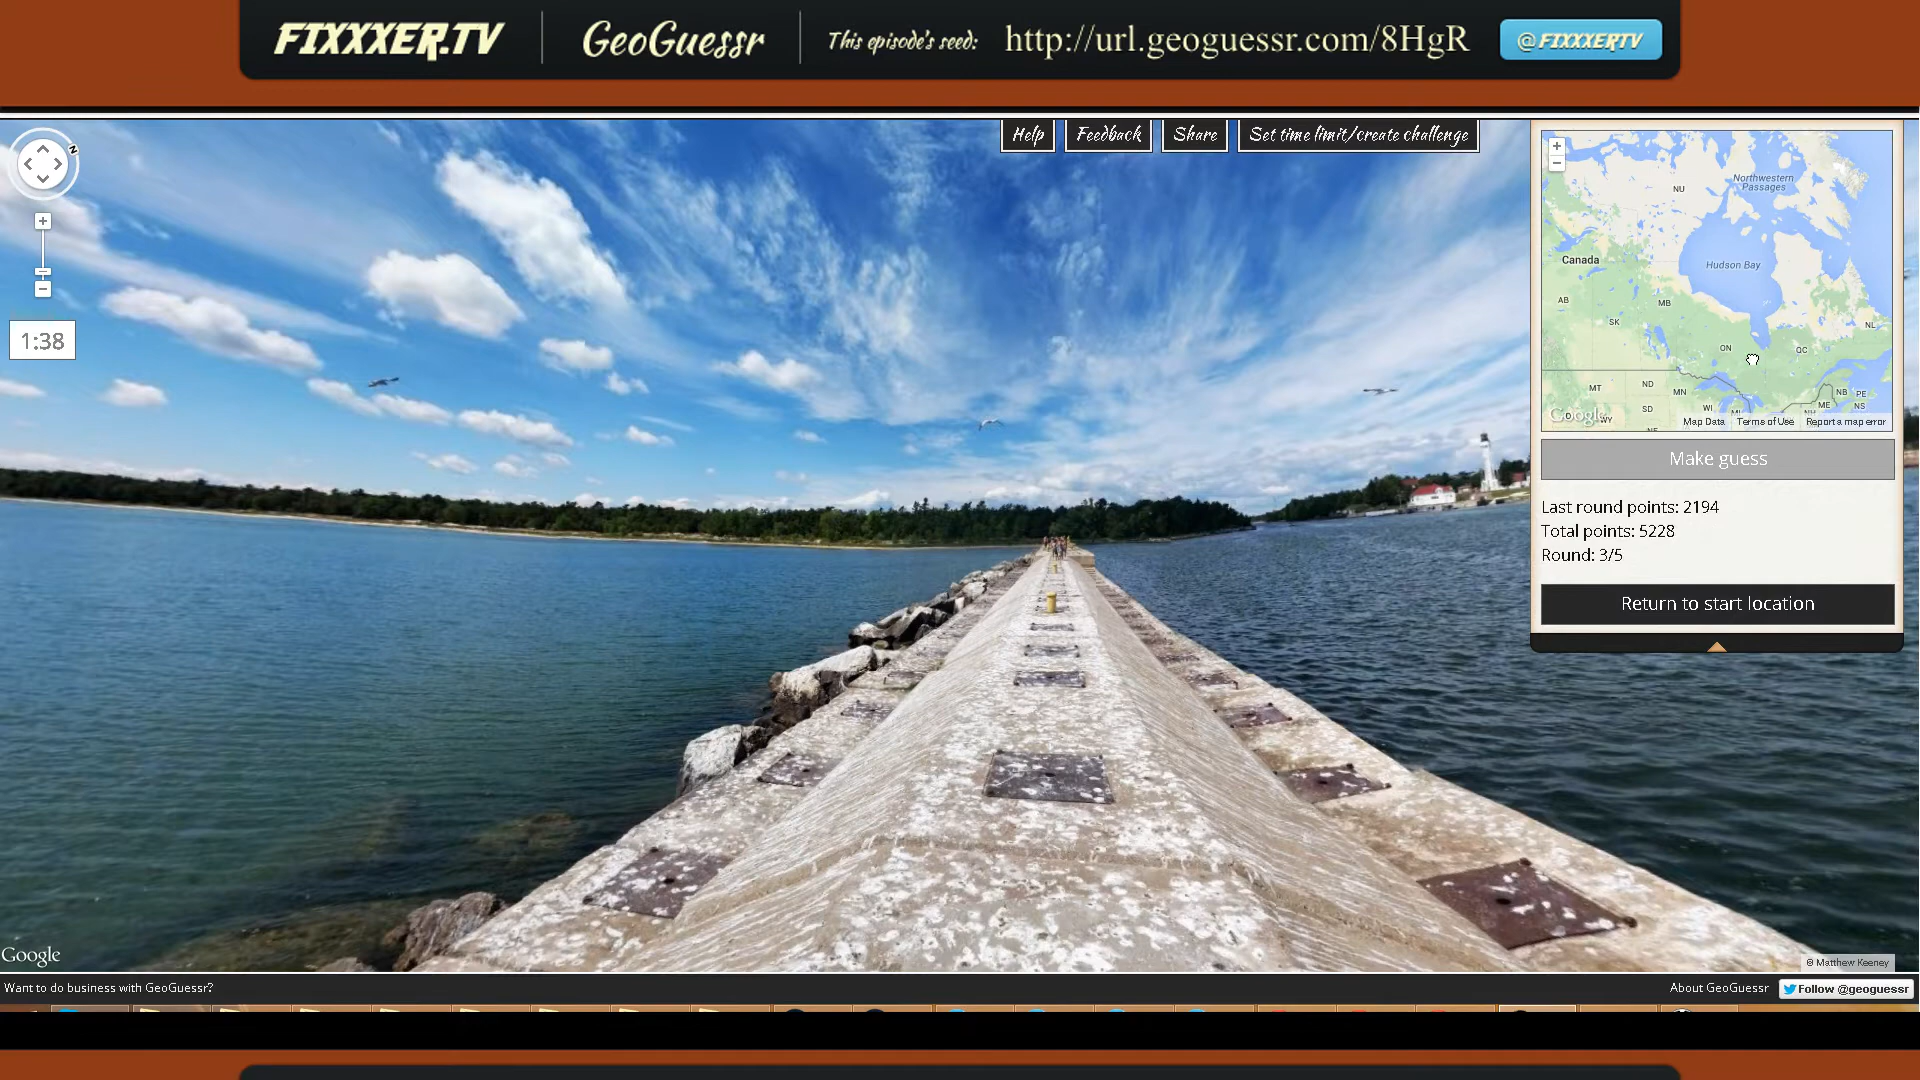 FIXXXER.TV
GeoGuessr
This episode's seed:
http://url.geoguessr.com/8HgR
@FIXXXERTV
Help
Feedback
Share
Set time limit/create challenge
N
1:38
Northwestern
Passages
NU
Hudson Bay
Canada
AB
MB
SK
NL
ON
QC
MT
ND
MN
NB
PE
SD
WI
ME
NS
WY
Google
Map Data
Terms of Use
Report a map error
Make guess
Last round points: 2194
Total points: 5228
Round: 3/5
Return to start location
Google
© Matthew Keeney
Want to do business with GeoGuessr?
About GeoGuessr
Follow @geoguessr